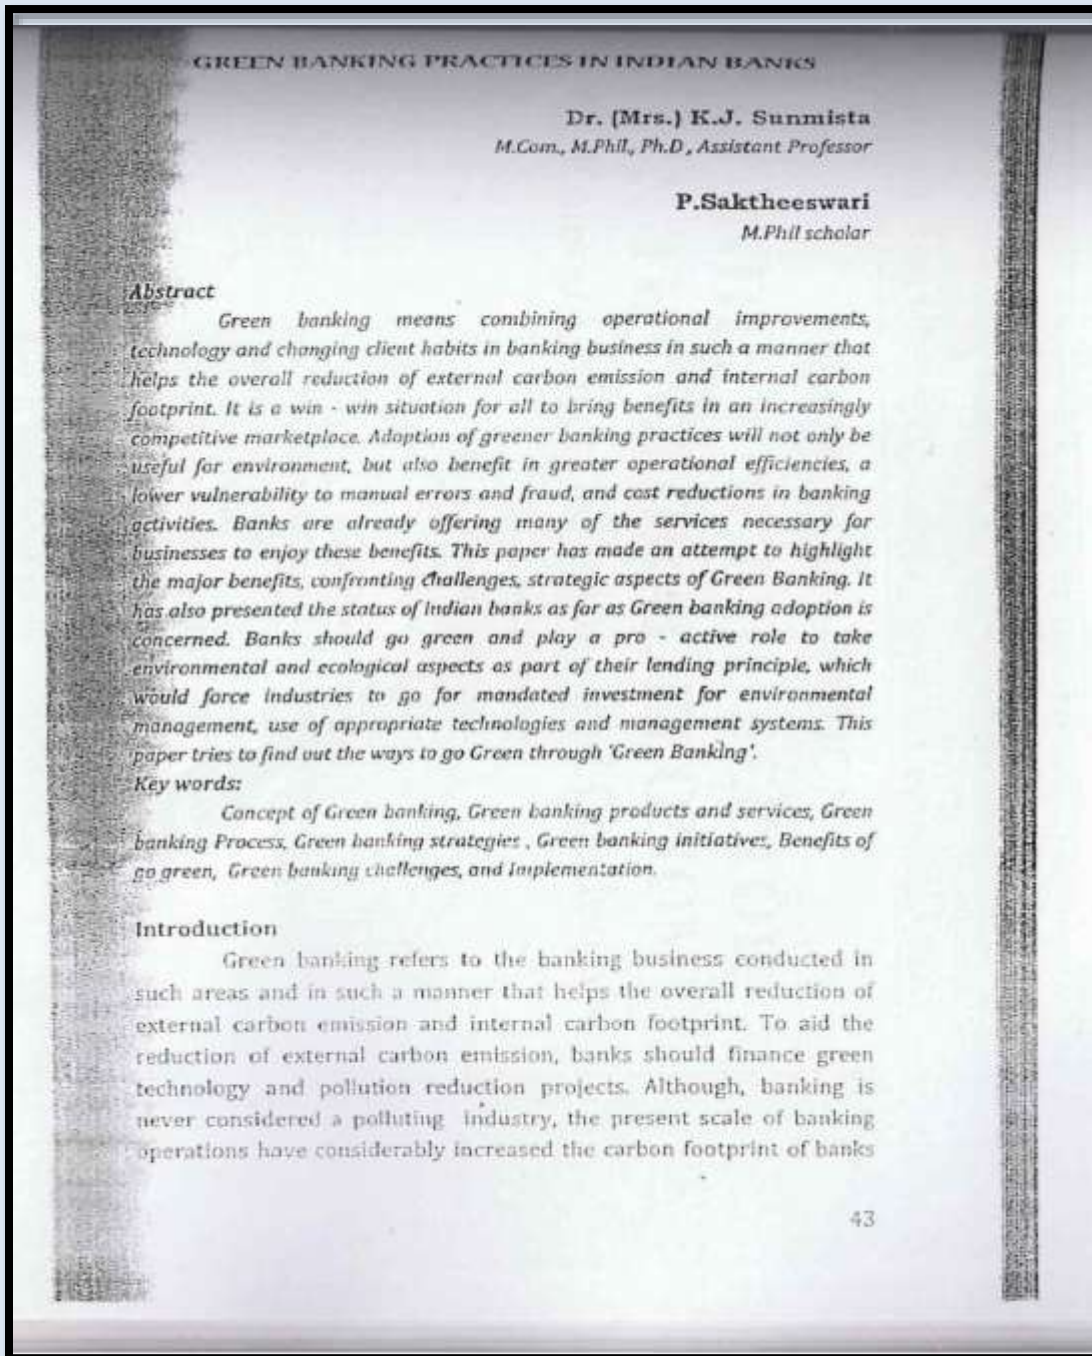 GREEN BANKING PRACTICES IN INDIAN BANKS
Dr. (Mrs.) K.J. Sunmista
M.Com., M.Phil., Ph.D , Assistant Professor
P.Saktheeswari
M.Phil scholar
Abstract
Green banking means combining operational improvements,
technology and changing client habits in banking business in such a manner that
helps the overall reduction of external carbon emission and internal carbon
footprint. It is a win - win situation for all to bring benefits in an increasingly
competitive marketplace. Adoption of greener banking practices will not only be
useful for environment, but also benefit in greater operational efficiencies, a
lower vulnerability to manual errors and fraud, and cost reductions in banking
activities. Banks are already offering many of the services necessary for
businesses to enjoy these benefits. This paper has made an attempt to highlight
the major benefits, confronting challenges, strategic aspects of Green Banking. It
has also presented the status of Indian banks as far as Green banking adoption is
concerned. Banks should go green and play a pro - active role to take
environmental and ecological aspects as part of their lending principle, which
would force industries to go for mandated investment for environmental
management, use of appropriate technologies and management systems. This
paper tries to find out the ways to go Green through 'Green Banking'.
Key words:
Concept of Green banking, Green banking products and services, Green
banking Process, Green banking strategies , Green banking initiatives, Benefits of
go green, Green banking challenges, and Implementation.
Introduction
Green banking refers to the banking business conducted in
such areas and in such a manner that helps the overall reduction of
external carbon emission and internal carbon footprint. To aid the
reduction of external carbon emission, banks should finance green
technology and pollution reduction projects. Although, banking is
never considered a polluting industry, the present scale of banking
operations have considerably increased the carbon footprint of banks
43